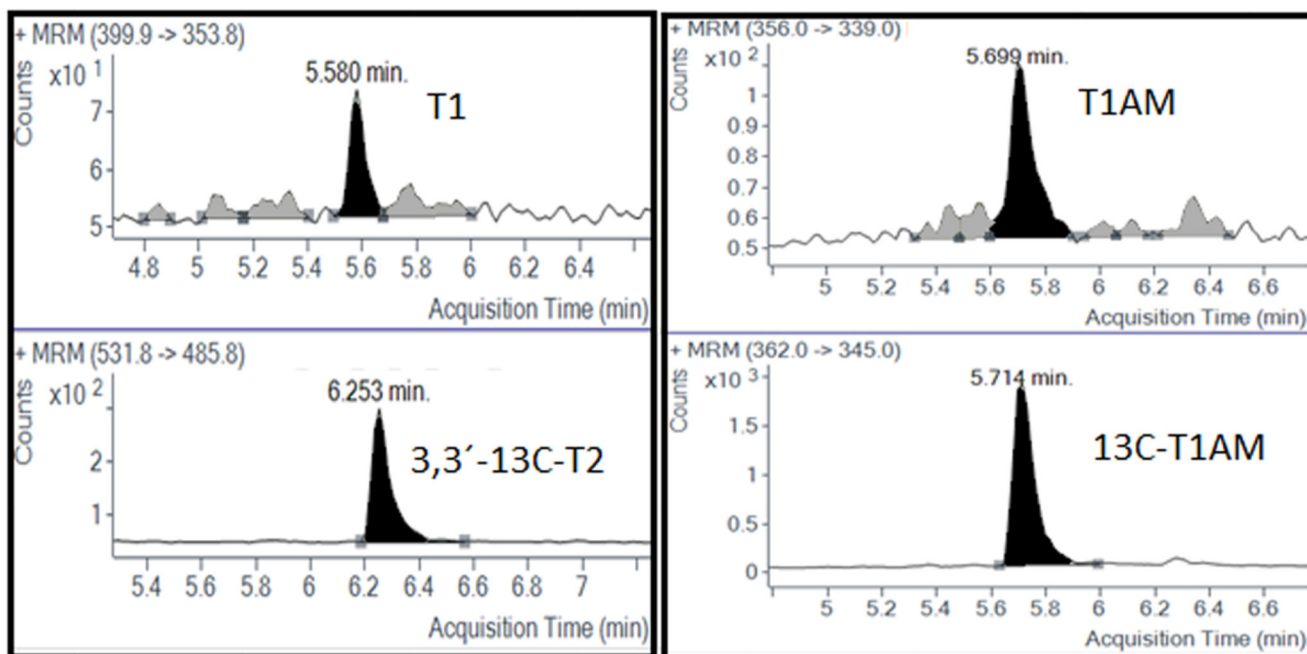 + MRM (399.9 -> 353.8)
Counts
x10 1
5.580 min.
T1
7
6
5
4.8 5 5.2 5.4 5.6 5.8 6 6.2 6.4
Acquisition Time (min)
+ MRM (531.8 -> 485.8)
Counts
x10 2
6.253 min.
3,3´-13C-T2
2
1
5.4 5.6 5.8 6 6.2 6.4 6.6 6.8 7
Acquisition Time (min)
+ MRM (356.0 -> 339.0)
Counts
x10 2
5.699 min.
T1AM
1
0.9
0.8
0.7
0.6
0.5
5 5.2 5.4 5.6 5.8 6 6.2 6.4 6.6
Acquisition Time (min)
+ MRM (362.0 -> 345.0)
Counts
x10 3
5.714 min.
13C-T1AM
1.5
1
0.5
0
5 5.2 5.4 5.6 5.8 6 6.2 6.4 6.6
Acquisition Time (min)